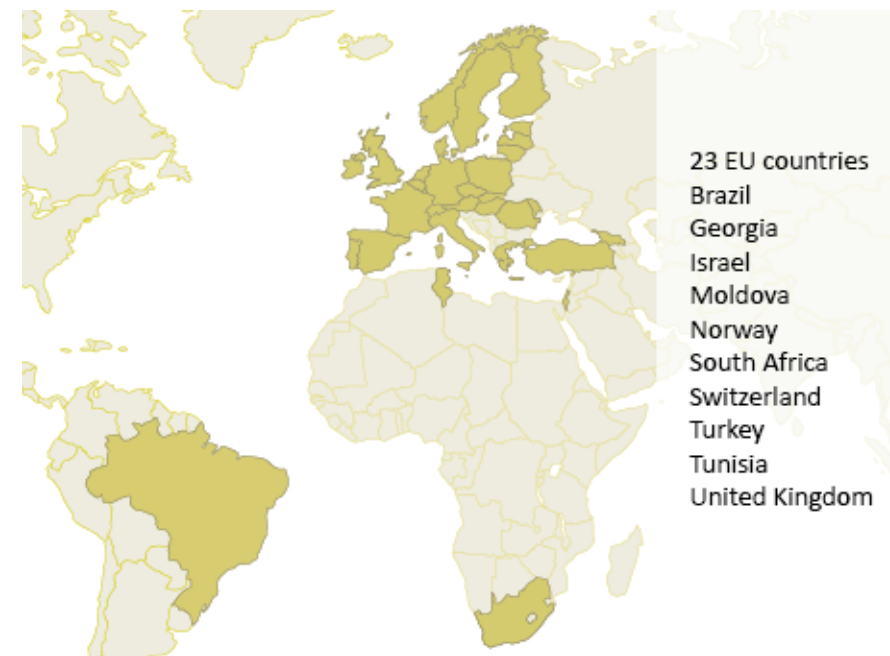 23 EU countries
Brazil
Georgia
Israel
Moldova
Norway
South Africa
Switzerland
Turkey
Tunisia
United Kingdom